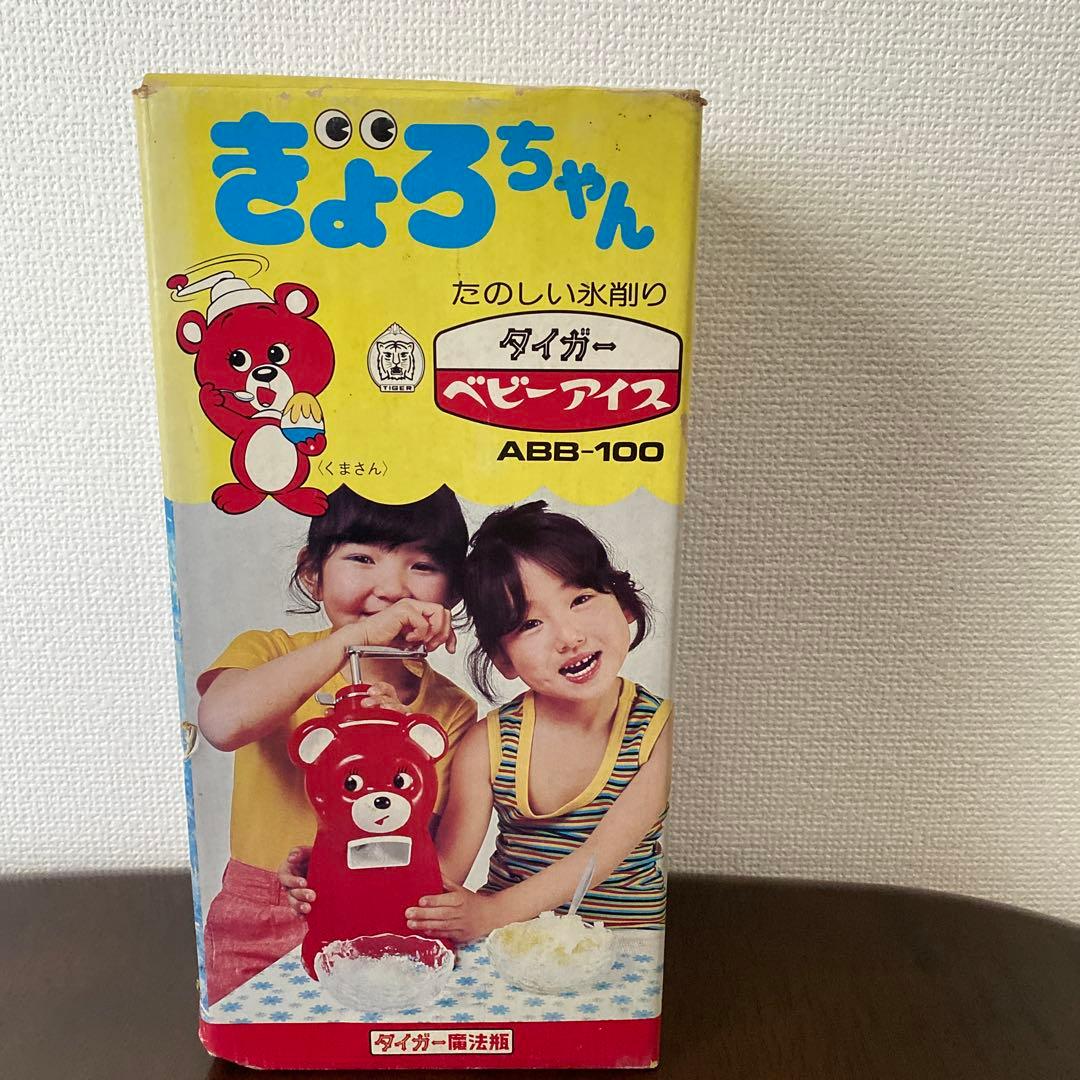 きょろちゃん
たのしい氷削り
タイガー
ベビーアイス
TIGER
ABB-100
〈くまさん〉
タイガー魔法瓶